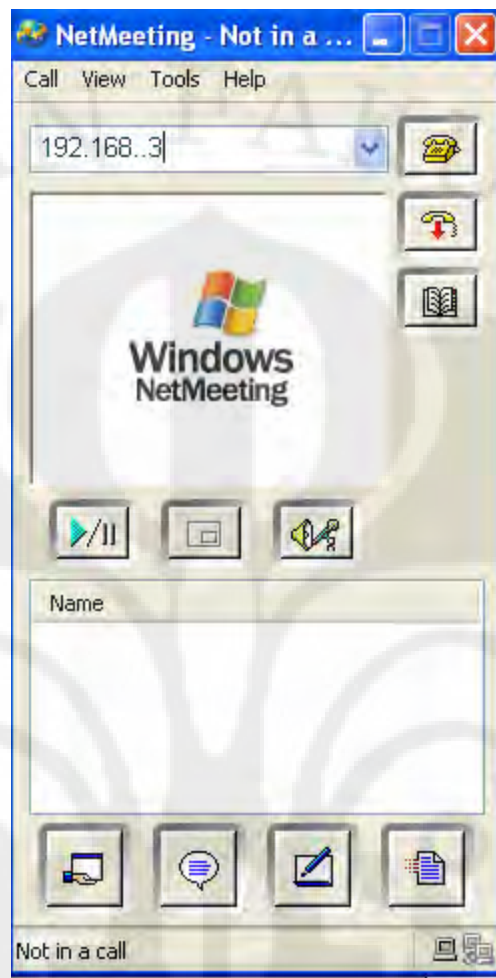 NetMeeting - Not in a ...
Call View Tools Help
192.168..3
Windows
NetMeeting
Name
Not in a call